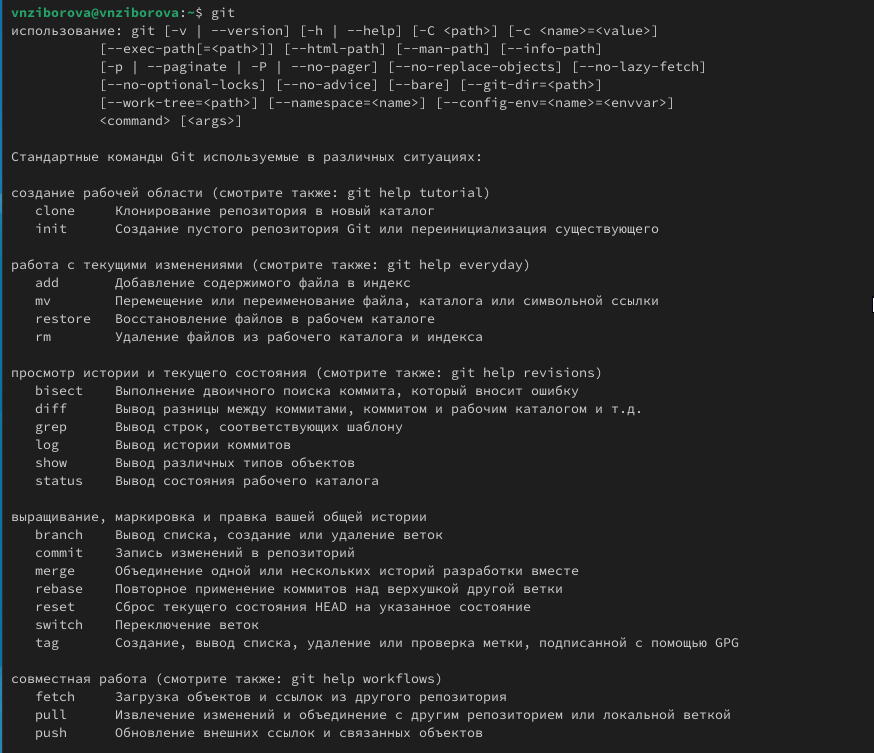 vnziborova@vnziborova:~$ git
использование: git [-v | --version] [-h | --help] [-C <path>] [-c <name>=<value>]
           [--exec-path[=<path>]] [--html-path] [--man-path] [--info-path]
           [-p | --paginate | -P | --no-pager] [--no-replace-objects] [--no-lazy-fetch]
           [--no-optional-locks] [--no-advice] [--bare] [--git-dir=<path>]
           [--work-tree=<path>] [--namespace=<name>] [--config-env=<name>=<envvar>]
           <command> [<args>]

Стандартные команды Git используемые в различных ситуациях:

создание рабочей области (смотрите также: git help tutorial)
   clone     Клонирование репозитория в новый каталог
   init      Создание пустого репозитория Git или переинициализация существующего

работа с текущими изменениями (смотрите также: git help everyday)
   add       Добавление содержимого файла в индекс
   mv        Перемещение или переименование файла, каталога или символьной ссылки
   restore   Восстановление файлов в рабочем каталоге
   rm        Удаление файлов из рабочего каталога и индекса

просмотр истории и текущего состояния (смотрите также: git help revisions)
   bisect    Выполнение двоичного поиска коммита, который вносит ошибку
   diff      Вывод разницы между коммитами, коммитом и рабочим каталогом и т.д.
   grep      Вывод строк, соответствующих шаблону
   log       Вывод истории коммитов
   show      Вывод различных типов объектов
   status    Вывод состояния рабочего каталога

выращивание, маркировка и правка вашей общей истории
   branch    Вывод списка, создание или удаление веток
   commit    Запись изменений в репозиторий
   merge     Объединение одной или нескольких историй разработки вместе
   rebase    Повторное применение коммитов над верхушкой другой ветки
   reset     Сброс текущего состояния HEAD на указанное состояние
   switch    Переключение веток
   tag       Создание, вывод списка, удаление или проверка метки, подписанной с помощью GPG

совместная работа (смотрите также: git help workflows)
   fetch     Загрузка объектов и ссылок из другого репозитория
   pull      Извлечение изменений и объединение с другим репозиторием или локальной веткой
   push      Обновление внешних ссылок и связанных объектов